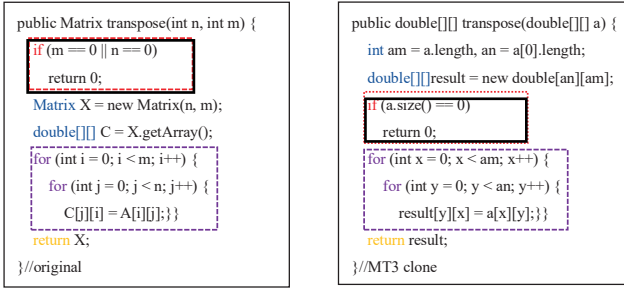 public Matrix transpose(int n, int m) {
if (m == 0 || n == 0)
return 0;
Matrix X = new Matrix(n, m);
double[][] C = X.getArray();
for (int i = 0; i < m; i++) {
for (int j = 0; j < n; j++) {
C[j][i] = A[i][j];}}
return X;
}//original
public double[][] transpose(double[][] a) {
int am = a.length, an = a[0].length;
double[][]result = new double[an][am];
if (a.size() == 0)
return 0;
for (int x = 0; x < am; x++) {
for (int y = 0; y < an; y++) {
result[y][x] = a[x][y];}}
return result;
}//MT3 clone